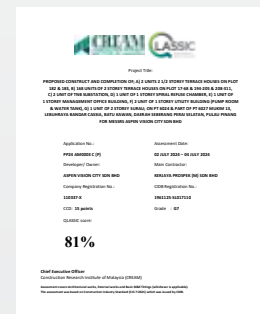 CREAM QLASSIC
Project Title:
PROPOSED CONSTRUCT AND COMPLETION OF; A) 2 UNITS 2 1/2 STOREY TERRACE HOUSES ON PLOT
182 & 183, B) 168 UNITS OF 2 STOREY TERRACE HOUSES ON PLOT 17-68 & 196-205 & 208-311,
C) 2 UNIT OF TNB SUBSTATION, D) 1 UNIT OF 1 STOREY SPIRAL REFUSE CHAMBER, E) 1 UNIT OF
1 STOREY MANAGEMENT OFFICE BUILDING, F) 2 UNIT OF 1 STOREY UTILITY BUILDING (PUMP ROOM
& WATER TANK), G) 1 UNIT OF 2 STOREY SURAU, ON PT 6024 & PART OF PT 6027 MUKIM 13,
LEBUHRAYA BANDAR CASSIA, BATU KAWAN, DAERAH SEBERANG PERAI SELATAN, PULAU PINANG
FOR MESSRS ASPEN VISION CITY SDN BHD
Application No.: Assessment Date:
02 JULY 2024 – 04 JULY 2024
Developer/ Owner: Main Contractor:
ASPEN VISION CITY SDN BHD KERJAYA PROSPEK (M) SDN BHD
Company Registration No.: CIDB Registration No.:
CCD: 15 points Grade : G7
QLASSIC score:
81%
Chief Executive Officer
Construction Research Institute of Malaysia (CREAM)